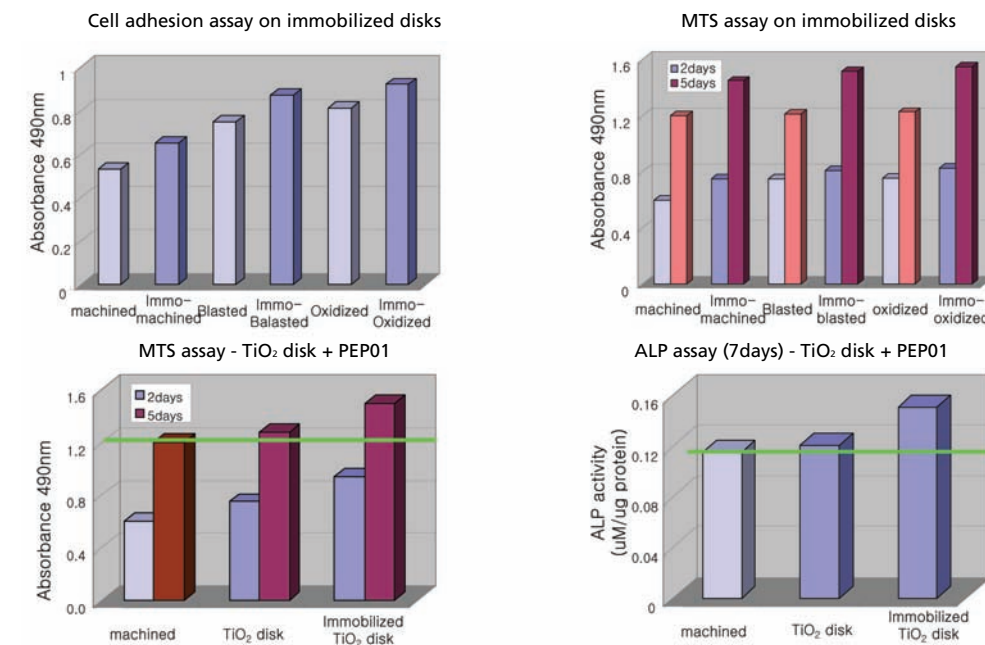 Cell adhesion assay on immobilized disks
Absorbance 490nm
1
0.8
0.6
0.4
0.2
0
machined
Immo-
machined
Blasted
Immo-
Balasted
Oxidized
Immo-
Oxidized
MTS assay on immobilized disks
Absorbance 490nm
1.6
1.2
0.8
0.4
0
2days
5days
machined
Immo-
machined
Blasted
Immo-
blasted
oxidized
Immo-
oxidized
MTS assay - TiO₂ disk + PEP01
Absorbance 490nm
1.6
1.2
0.8
0.4
0.0
2days
5days
machined
TiO₂ disk
Immobilized
TiO₂ disk
ALP assay (7days) - TiO₂ disk + PEP01
ALP activity
(uM/ug protein)
0.16
0.12
0.08
0.04
0
machined
TiO₂ disk
Immobilized
TiO₂ disk